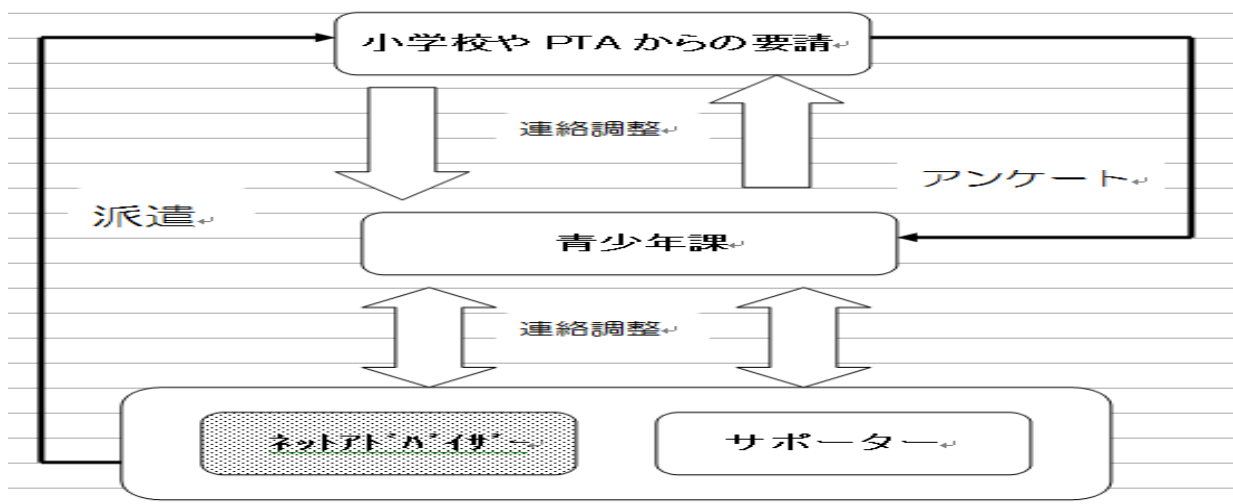 小学校や PTA からの要請
連絡調整
アンケート
派遣
青少年課
連絡調整
ﾈｯﾄｱﾄﾞﾊﾞｲｻﾞｰ
サポーター